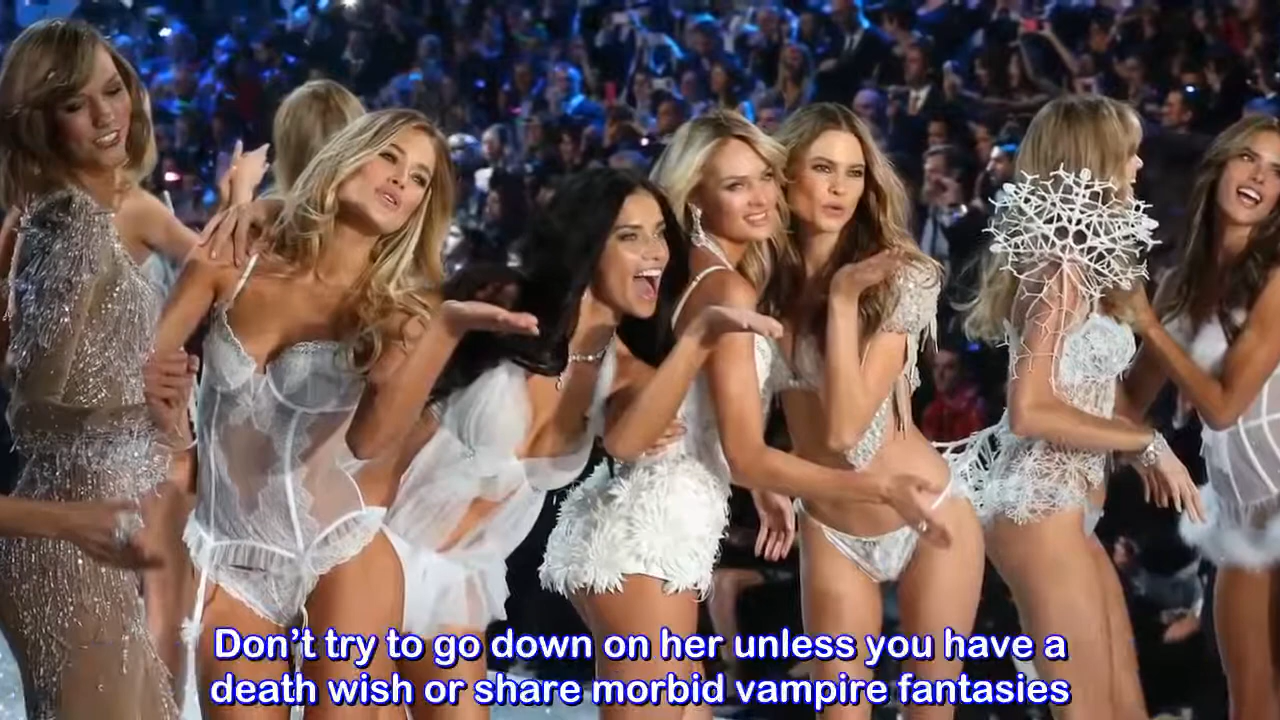 Don’t try to go down on her unless you have a
death wish or share morbid vampire fantasies